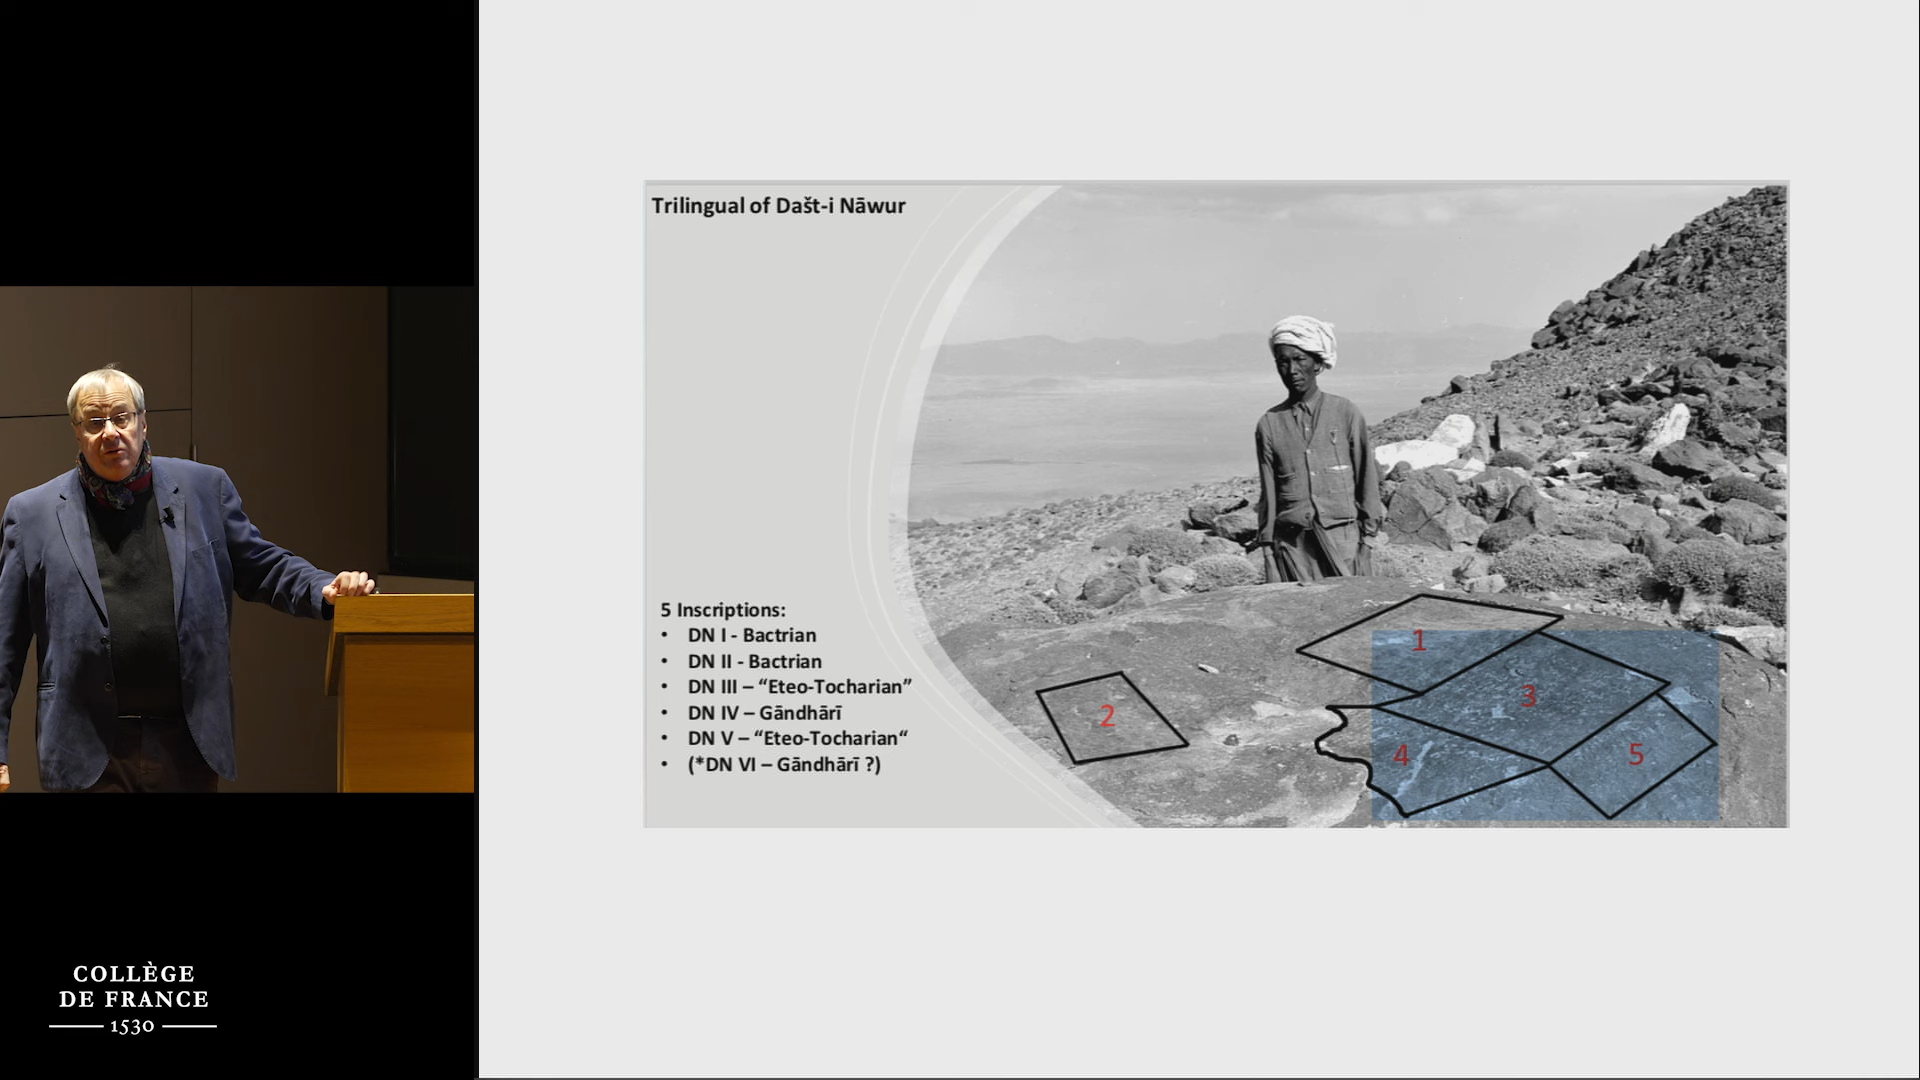 Trilingual of Dašt-i Nāwur
5 Inscriptions:
• DN I - Bactrian
• DN II - Bactrian
• DN III – “Eteo-Tocharian”
• DN IV – Gāndhārī
• DN V – “Eteo-Tocharian“
• (*DN VI – Gāndhārī ?)
1
2
3
4
5
COLLÈGE
DE FRANCE
1530